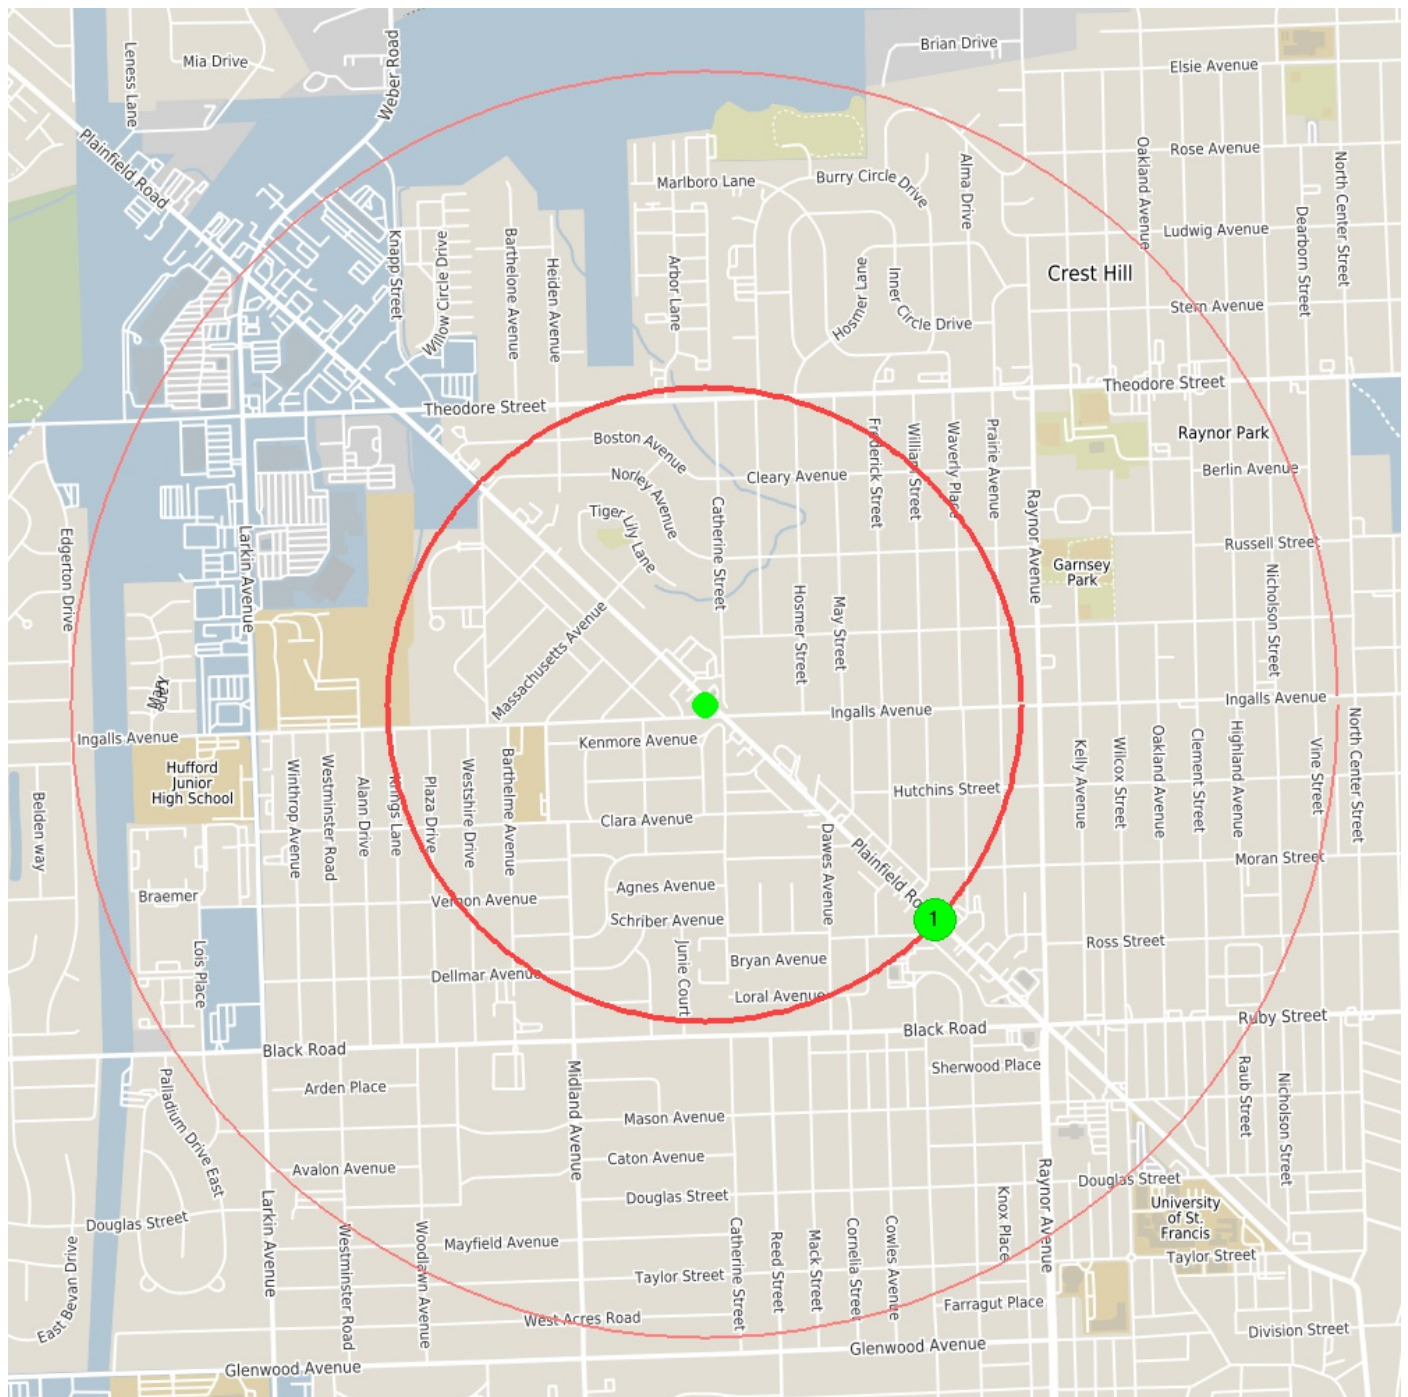 Leness Lane
Mia Drive
Weber Road
Brian Drive
Elsie Avenue
Plainfield Road
Marlboro Lane
Burry Circle Drive
Alma Drive
Oakland Avenue
Rose Avenue
North Center Street
Knapp Street
Willow Circle Drive
Barthelone Avenue
Heiden Avenue
Arbor Lane
Hosmer Lane
Inner Circle Drive
Crest Hill
Ludwig Avenue
Dearborn Street
Stern Avenue
Theodore Street
Theodore Street
Boston Avenue
Norley Avenue
Tiger Lily Lane
Cleary Avenue
Catherine Street
Frederick Street
William Street
Waverly Place
Prairie Avenue
Raynor Avenue
Raynor Park
Berlin Avenue
Edgerton Drive
Larkin Avenue
Russell Street
Garnsey
Park
Nicholson Street
Massachusetts Avenue
Hosmer Street
May Street
Ingalls Avenue
Ingalls Avenue
Ingalls Avenue
Kenmore Avenue
Hufford
Junior
High School
Belden way
Winthrop Avenue
Westminster Road
Alann Drive
Krings Lane
Plaza Drive
Westshire Drive
Barthelme Avenue
Hutchins Street
Kelly Avenue
Wilcox Street
Oakland Avenue
Clement Street
Highland Avenue
Vine Street
North Center Street
Clara Avenue
Dawes Avenue
Plainfield Ro
Moran Street
Braemer
Vernon Avenue
Agnes Avenue
Schriber Avenue
1
Lois Place
Dellmar Avenue
Junie Court
Bryan Avenue
Ross Street
Loral Avenue
Black Road
Black Road
Ruby Street
Palladium Drive East
Arden Place
Midland Avenue
Sherwood Place
Raub Street
Nicholson Street
Mason Avenue
Avalon Avenue
Caton Avenue
Douglas Street
Douglas Street
Douglas Street
Larkin Avenue
Westminster Road
Woodlawn Avenue
Mayfield Avenue
Catherine Street
Reed Street
Mack Street
Cornelia Street
Cowles Avenue
Knox Place
Raynor Avenue
University
of St.
Francis
Taylor Street
Taylor Street
East Bevan Drive
West Acres Road
Farragut Place
Division Street
Glenwood Avenue
Glenwood Avenue